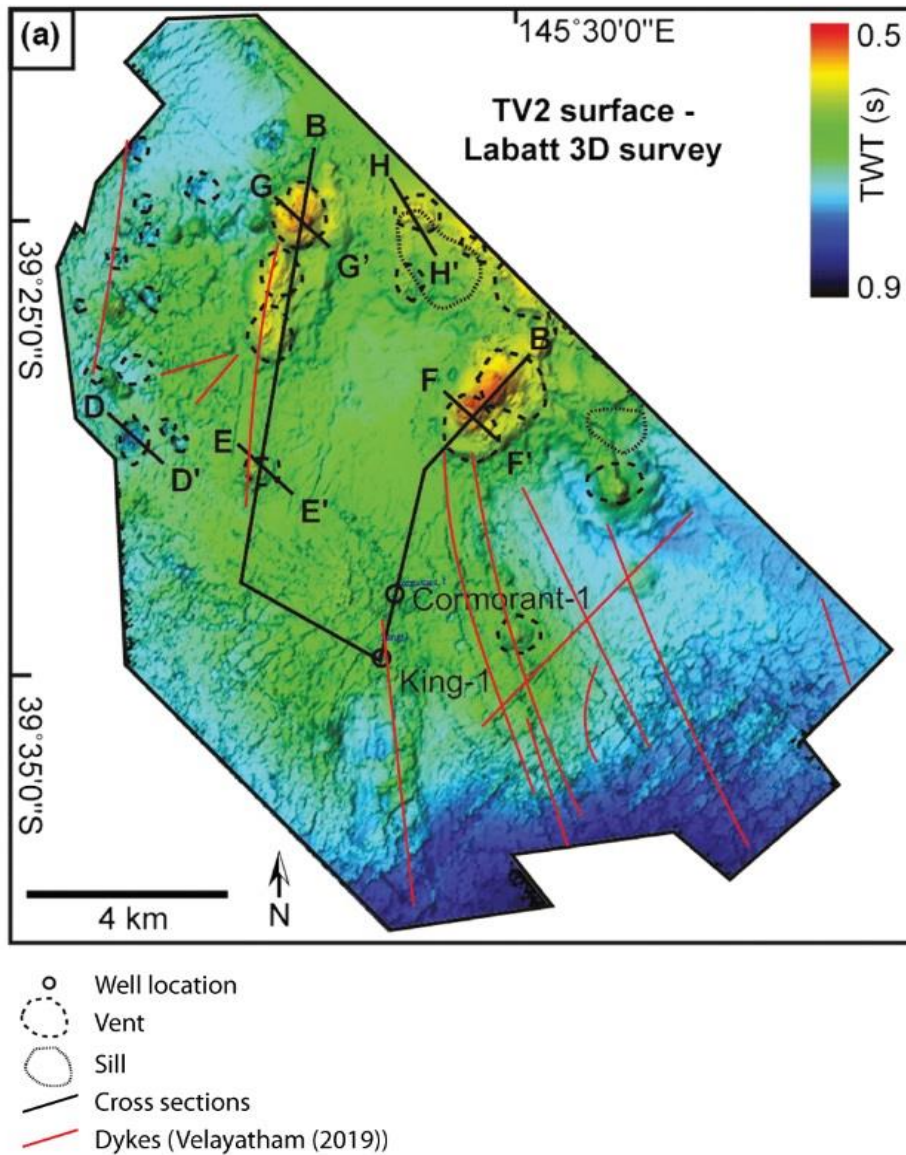 (a)
145°30'0"E
0.5
TWT (s)
0.9
TV2 surface -
Labatt 3D survey
B
H
G
G'
H'
39°25'0"S
B'
F
D
E
F'
D'
E'
Cormorant-1
King-1
39°35'0"S
4 km
N
Well location
Vent
Sill
Cross sections
Dykes (Velayatham (2019))